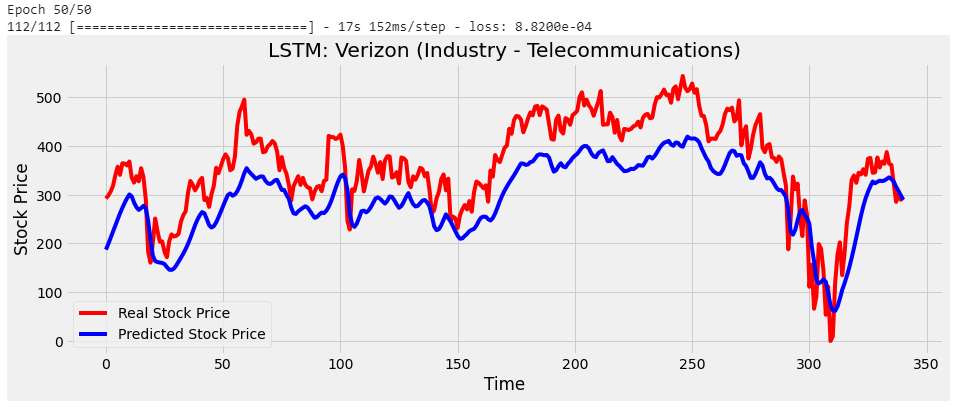 Epoch 50/50
112/112 [==============================] - 17s 152ms/step - loss: 8.8200e-04
LSTM: Verizon (Industry - Telecommunications)
Stock Price
500
400
300
200
100
0
Real Stock Price
Predicted Stock Price
0 50 100 150 200 250 300 350
Time